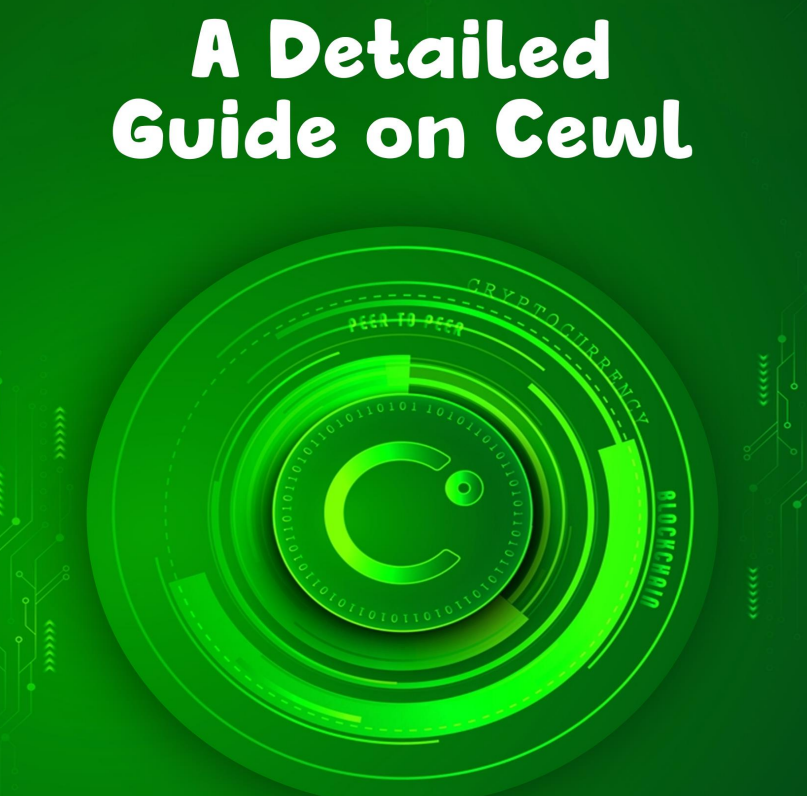 A Detailed
Guide on Cewl
CRYPTOCURRENCY
PEER TO PEER
BLOCKCHAIN